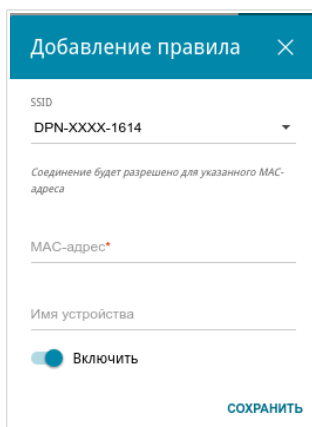 Добавление правила
SSID
DPN-XXXX-1614
Соединение будет разрешено для указанного MAC-
адреса
MAC-адрес*
Имя устройства
Включить
СОХРАНИТЬ